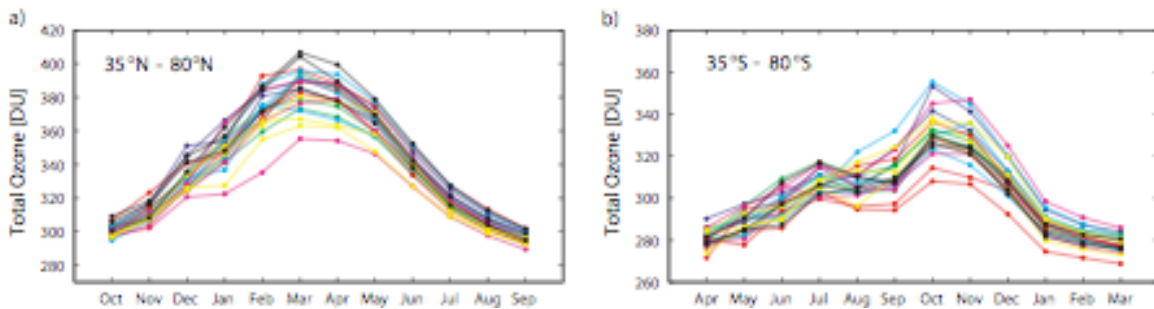 a)
35°N – 80°N
Total Ozone [DU]
420
400
380
360
340
320
300
280
Oct Nov Dec Jan Feb Mar Apr May Jun Jul Aug Sep
b)
35°S – 80°S
Total Ozone [DU]
380
360
340
320
300
280
260
Apr May Jun Jul Aug Sep Oct Nov Dec Jan Feb Mar